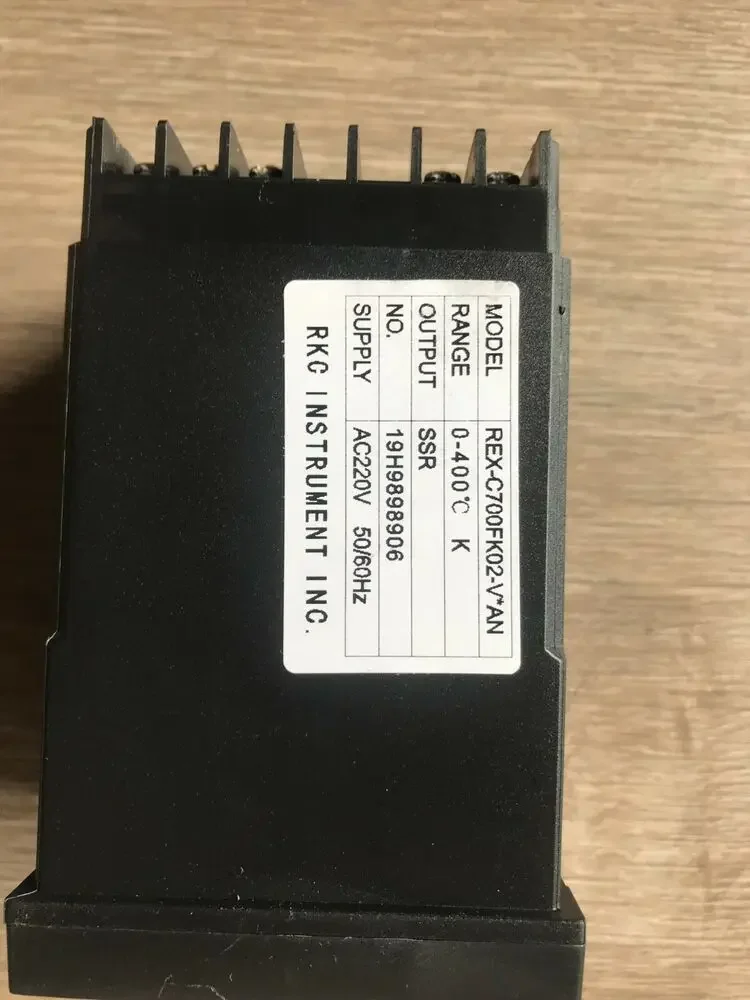 MODEL REX-C700FK02-V*AN
RANGE 0-400℃ K
OUTPUT SSR
NO. 19H9898906
SUPPLY AC220V 50/60Hz
RKC INSTRUMENT INC.